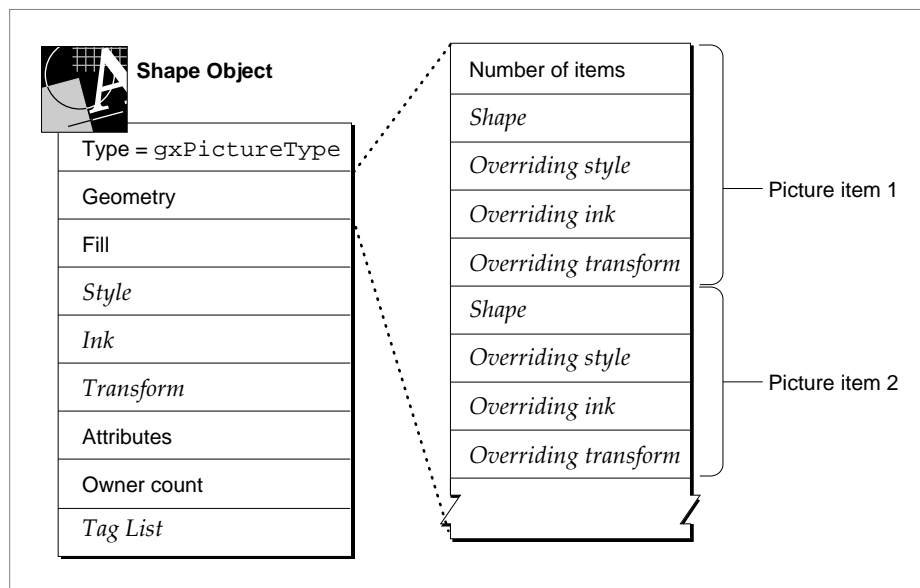 Shape Object
Type = gxPictureType
Geometry
Fill
Style
Ink
Transform
Attributes
Owner count
Tag List
Number of items
Shape
Overriding style
Overriding ink
Overriding transform
Shape
Overriding style
Overriding ink
Overriding transform
Picture item 1
Picture item 2